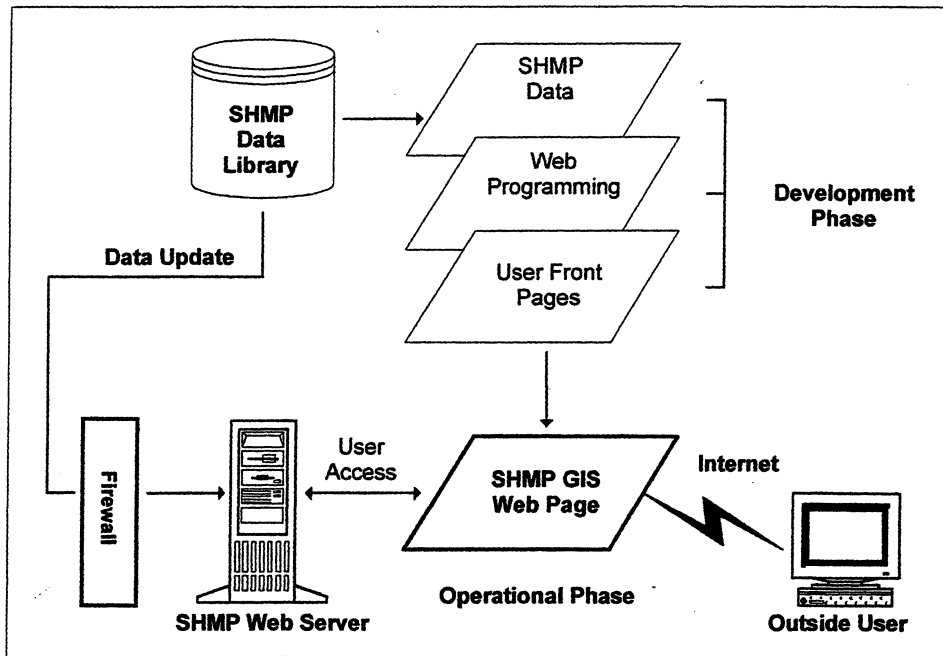 SHMP
Data
Library
SHMP
Data
Web
Programming
User Front
Pages
Development
Phase
Data Update
Firewall
User
Access
SHMP GIS
Web Page
Internet
SHMP Web Server
Operational Phase
Outside User